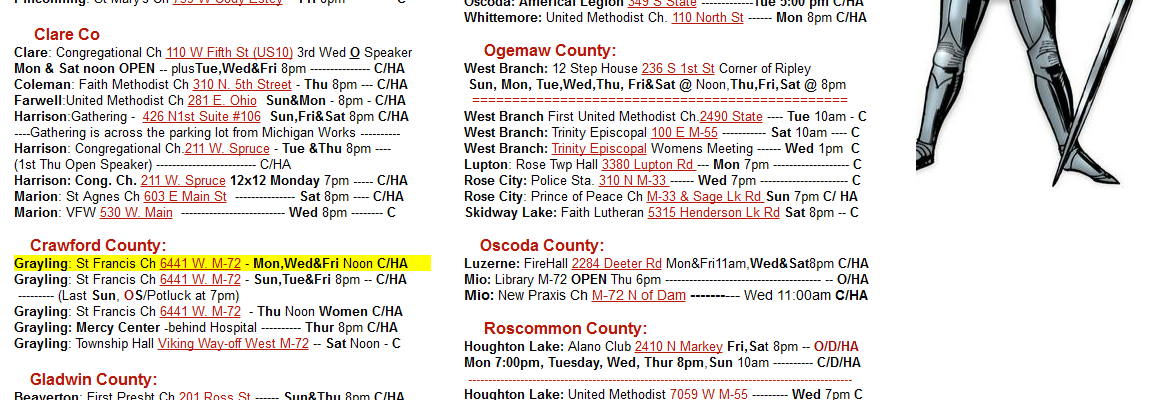 Clare Co
Clare: Congregational Ch 110 W Fifth St (US10) 3rd Wed O Speaker
Mon & Sat noon OPEN -- plusTue,Wed&Fri 8pm --------------- C/HA
Coleman: Faith Methodist Ch 310 N. 5th Street - Thu 8pm --- C/HA
Farwell:United Methodist Ch 281 E. Ohio Sun&Mon - 8pm - C/HA
Harrison:Gathering - 426 N1st Suite #106 Sun,Fri&Sat 8pm C/HA
----Gathering is across the parking lot from Michigan Works ----------
Harrison: Congregational Ch.211 W. Spruce - Tue &Thu 8pm ----
(1st Thu Open Speaker) ------------------------- C/HA
Harrison: Cong. Ch. 211 W. Spruce 12x12 Monday 7pm ----- C/HA
Marion: St Agnes Ch 603 E Main St --------------- Sat 8pm ---- C/HA
Marion: VFW 530 W. Main -------------------------- Wed 8pm -------- C
Crawford County:
Grayling: St Francis Ch 6441 W. M-72 - Mon,Wed&Fri Noon C/HA
Grayling: St Francis Ch 6441 W. M-72 - Sun,Tue&Fri 8pm -- C/HA
--------- (Last Sun, OS/Potluck at 7pm)
Grayling: St Francis Ch 6441 W. M-72 - Thu Noon Women C/HA
Grayling: Mercy Center -behind Hospital ---------- Thur 8pm C/HA
Grayling: Township Hall Viking Way-off West M-72 -- Sat Noon - C
Gladwin County:
Beaverton: First Presbt Ch 201 Ross St ------ Sun&Thu 8pm C/HA
Oscoda: Americal Legion 349 S State ------------Tue 5:00 pm C/HA
Whittemore: United Methodist Ch. 110 North St ------ Mon 8pm C/HA
Ogemaw County:
West Branch: 12 Step House 236 S 1st St Corner of Ripley
Sun, Mon, Tue,Wed,Thu, Fri&Sat @ Noon,Thu,Fri,Sat @ 8pm
==================================================
West Branch First United Methodist Ch.2490 State ---- Tue 10am - C
West Branch: Trinity Episcopal 100 E M-55 ----------- Sat 10am ---- C
West Branch: Trinity Episcopal Womens Meeting ------ Wed 1pm C
Lupton: Rose Twp Hall 3380 Lupton Rd --- Mon 7pm ------------------- C
Rose City: Police Sta. 310 N M-33 ------ Wed 7pm --------------------- C
Rose City: Prince of Peace Ch M-33 & Sage Lk Rd Sun 7pm C/ HA
Skidway Lake: Faith Lutheran 5315 Henderson Lk Rd Sat 8pm -- C
Oscoda County:
Luzerne: FireHall 2284 Deeter Rd Mon&Fri11am,Wed&Sat8pm C/HA
Mio: Library M-72 OPEN Thu 6pm -------------------------------------- -- O/HA
Mio: New Praxis Ch M-72 N of Dam ---------- Wed 11:00am C/HA
Roscommon County:
Houghton Lake: Alano Club 2410 N Markey Fri,Sat 8pm -- O/D/HA
Mon 7:00pm, Tuesday, Wed, Thur 8pm,Sun 10am ---------- C/D/HA
------------------------------------------------------------------------------------------------
Houghton Lake: United Methodist 7059 W M-55 --------- Wed 7pm C